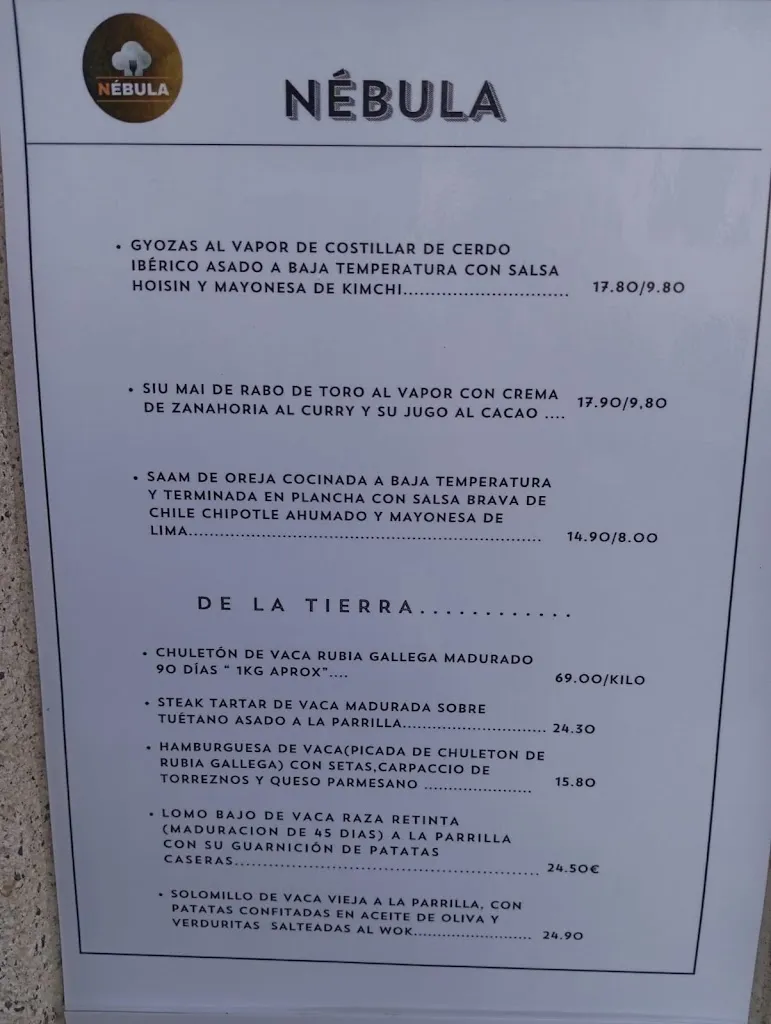 NÉBULA
NÉBULA
• GYOZAS AL VAPOR DE COSTILLAR DE CERDO
IBÉRICO ASADO A BAJA TEMPERATURA CON SALSA
HOISIN Y MAYONESA DE KIMCHI............................ 17.80/9.80
• SIU MAI DE RABO DE TORO AL VAPOR CON CREMA
DE ZANAHORIA AL CURRY Y SU JUGO AL CACAO .... 17.90/9,80
• SAAM DE OREJA COCINADA A BAJA TEMPERATURA
Y TERMINADA EN PLANCHA CON SALSA BRAVA DE
CHILE CHIPOTLE AHUMADO Y MAYONESA DE
LIMA............................................................ 14.90/8.00
DE LA TIERRA............
• CHULETÓN DE VACA RUBIA GALLEGA MADURADO
90 DÍAS “ 1KG APROX”.... 69.00/KILO
• STEAK TARTAR DE VACA MADURADA SOBRE
TUÉTANO ASADO A LA PARRILLA.......................... 24.30
• HAMBURGUESA DE VACA(PICADA DE CHULETON DE
RUBIA GALLEGA) CON SETAS,CARPACCIO DE
TORREZNOS Y QUESO PARMESANO ................... 15.80
• LOMO BAJO DE VACA RAZA RETINTA
(MADURACION DE 45 DIAS) A LA PARRILLA
CON SU GUARNICIÓN DE PATATAS
CASERAS....................................................... 24.50€
• SOLOMILLO DE VACA VIEJA A LA PARRILLA, CON
PATATAS CONFITADAS EN ACEITE DE OLIVA Y
VERDURITAS SALTEADAS AL WOK...................... 24.90